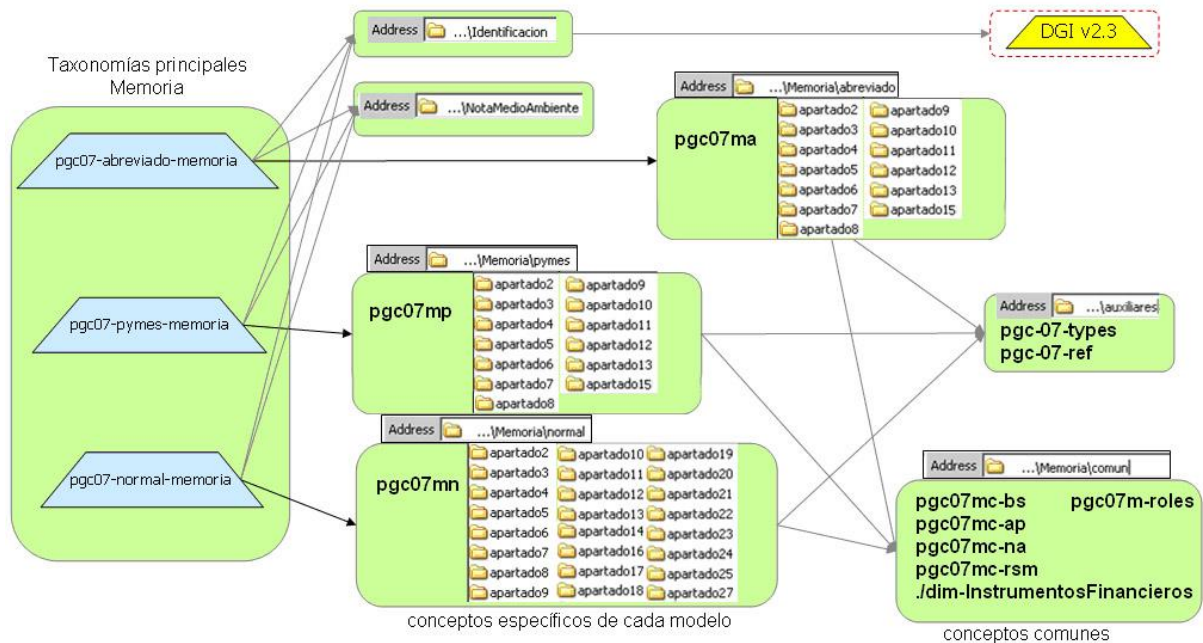 Taxonomías principales
Memoria
pgc07-abreviado-memoria
pgc07-pymes-memoria
pgc07-normal-memoria
Address ...\Identificacion
DGI v2.3
Address ...\NotaMedioAmbiente
Address ...\Memoria\abreviado
pgc07ma
apartado2 apartado9
apartado3 apartado10
apartado4 apartado11
apartado5 apartado12
apartado6 apartado13
apartado7 apartado15
apartado8
Address ...\Memoria\pymes
pgc07mp
apartado2 apartado9
apartado3 apartado10
apartado4 apartado11
apartado5 apartado12
apartado6 apartado13
apartado7 apartado15
apartado8
Address ...\Memoria\normal
pgc07mn
apartado2 apartado10 apartado19
apartado3 apartado11 apartado20
apartado4 apartado12 apartado21
apartado5 apartado13 apartado22
apartado6 apartado14 apartado23
apartado7 apartado16 apartado24
apartado8 apartado17 apartado25
apartado9 apartado18 apartado27
conceptos específicos de cada modelo
Address ...\auxiliares
pgc-07-types
pgc-07-ref
Address ...\Memoria\comun
pgc07mc-bs pgc07m-roles
pgc07mc-ap
pgc07mc-na
pgc07mc-rsm
./dim-InstrumentosFinancieros
conceptos comunes